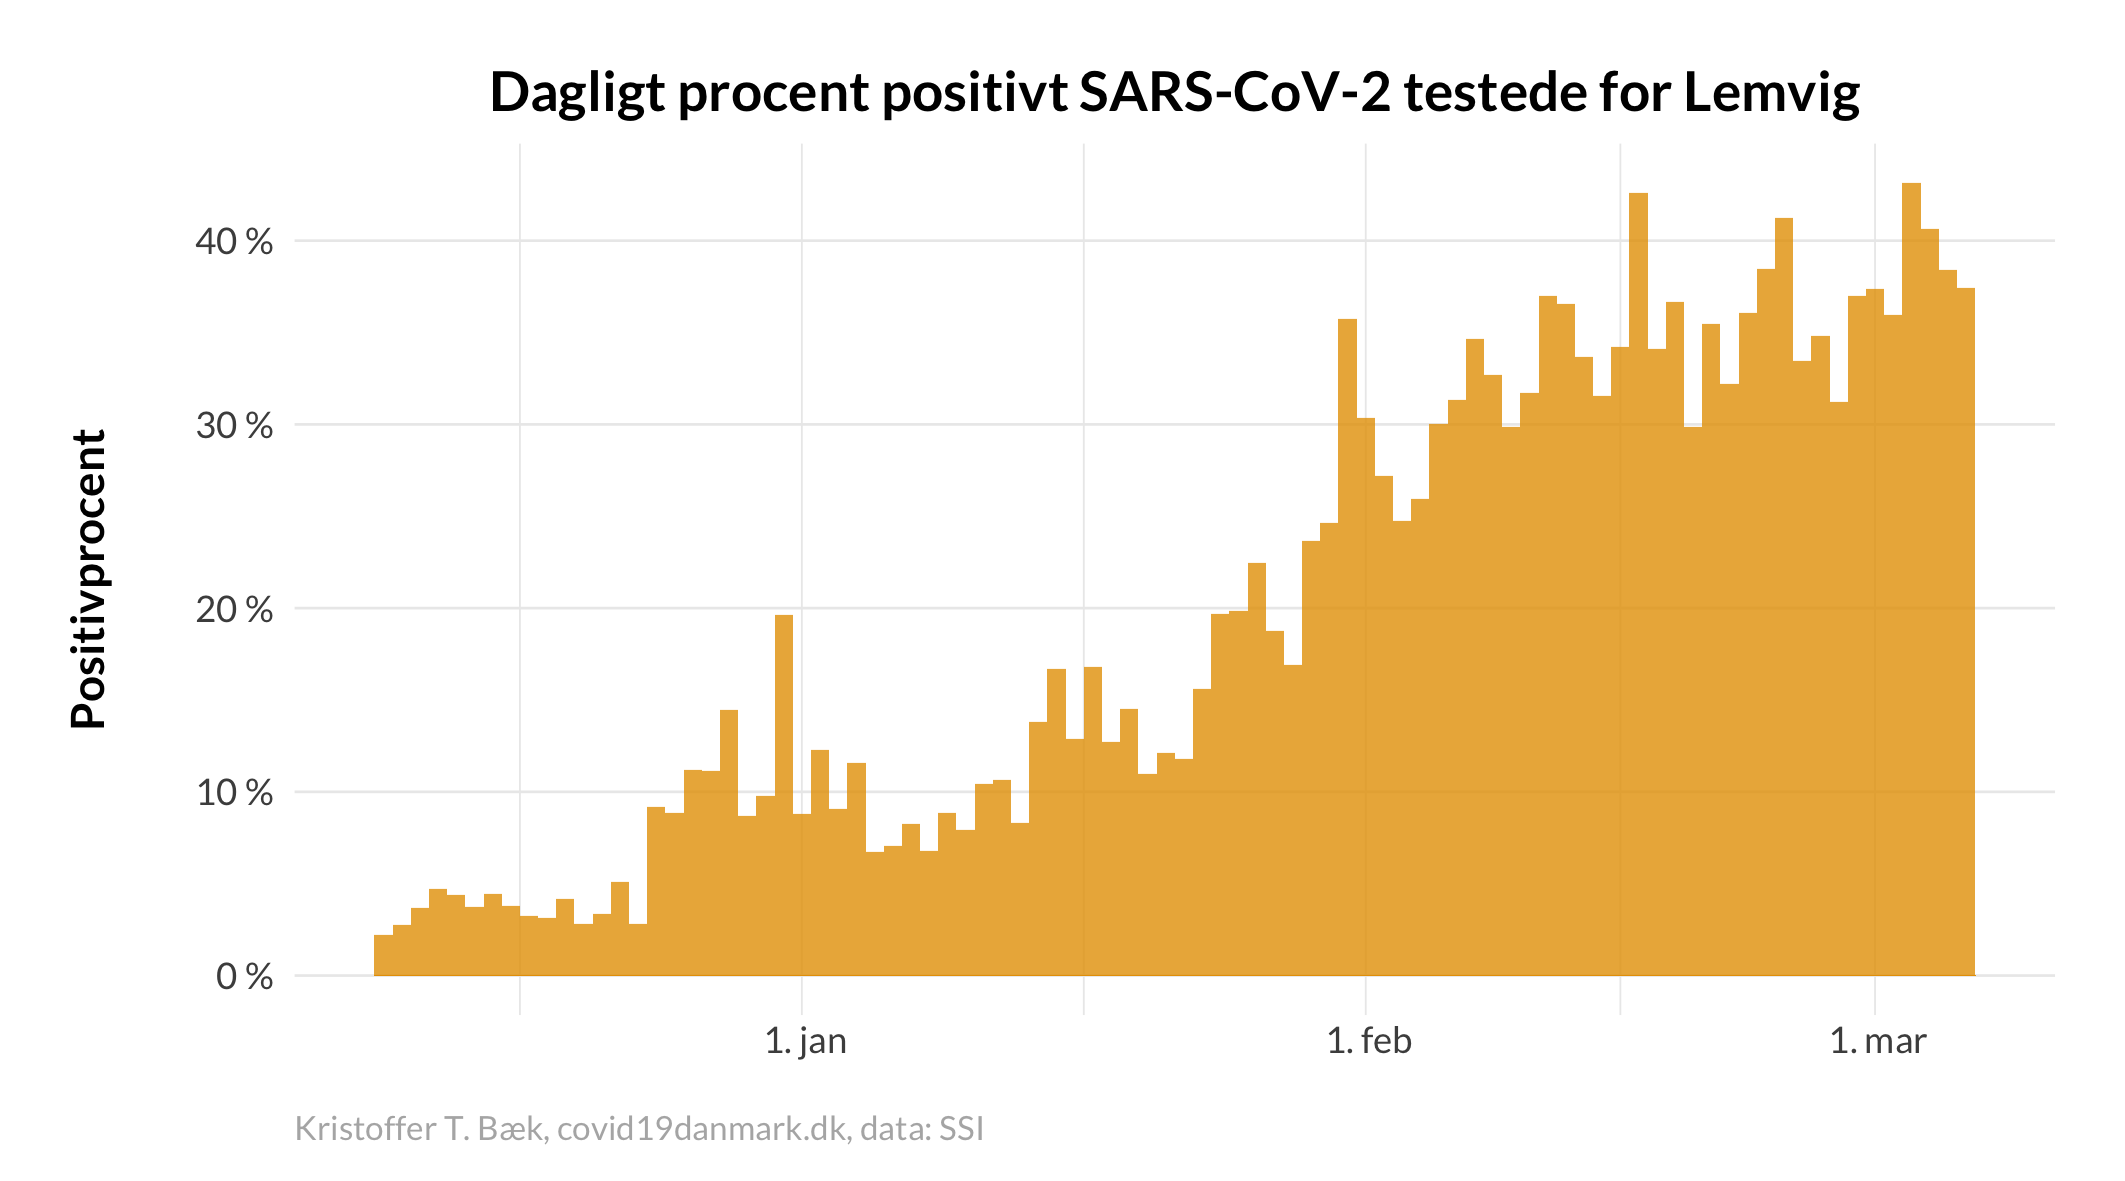 Dagligt procent positivt SARS-CoV-2 testede for Lemvig
Positivprocent
40 %
30 %
20 %
10 %
0 %
1. jan
1. feb
1. mar
Kristoffer T. Bæk, covid19danmark.dk, data: SSI